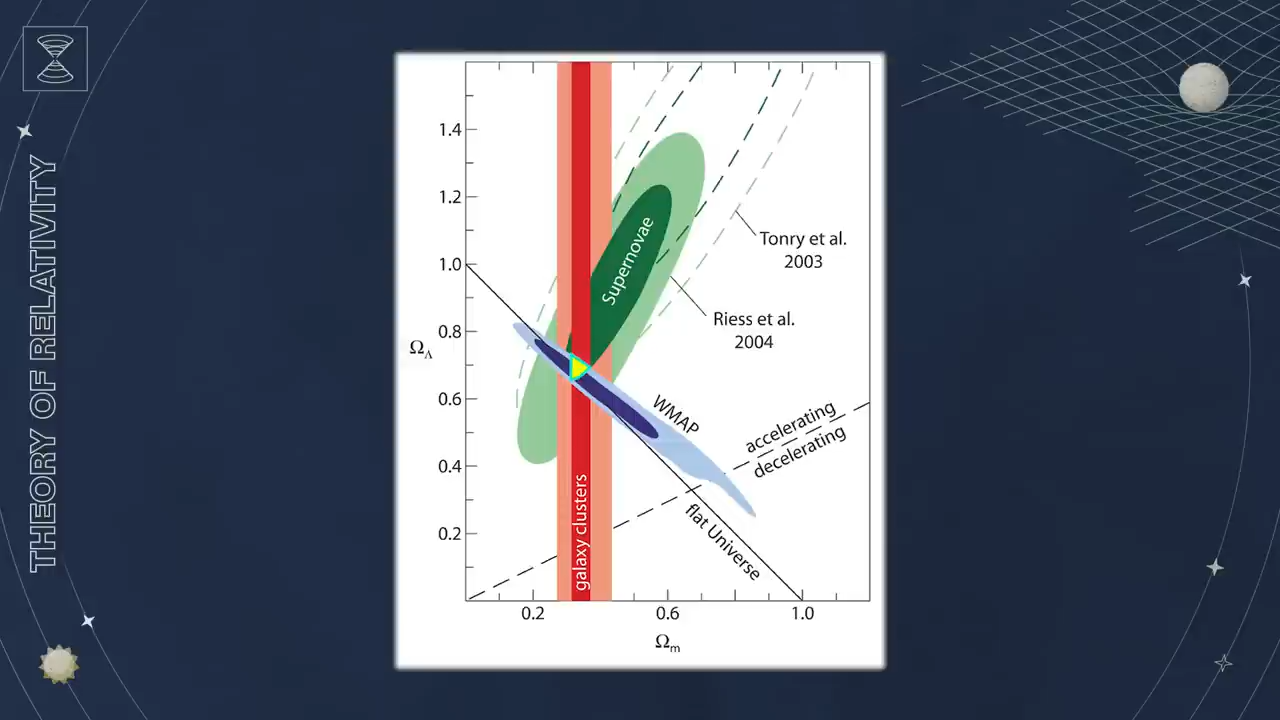 THEORY OF RELATIVITY
1.4
1.2
1.0
0.8
0.6
0.4
0.2
Ω_Λ
Supernovae
Tonry et al.
2003
Riess et al.
2004
WMAP
accelerating
decelerating
flat Universe
galaxy clusters
0.2
0.6
1.0
Ω_m